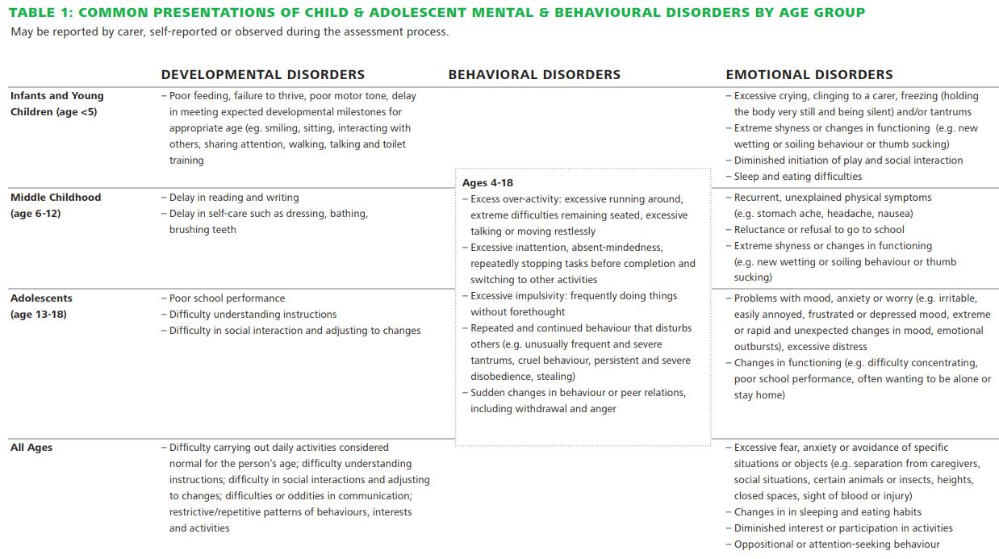 TABLE 1: COMMON PRESENTATIONS OF CHILD & ADOLESCENT MENTAL & BEHAVIOURAL DISORDERS BY AGE GROUP
May be reported by carer, self-reported or observed during the assessment process.
DEVELOPMENTAL DISORDERS
BEHAVIORAL DISORDERS
EMOTIONAL DISORDERS
Infants and Young
Children (age <5)
– Poor feeding, failure to thrive, poor motor tone, delay
in meeting expected developmental milestones for
appropriate age (eg. smiling, sitting, interacting with
others, sharing attention, walking, talking and toilet
training
– Excessive crying, clinging to a carer, freezing (holding
the body very still and being silent) and/or tantrums
– Extreme shyness or changes in functioning (e.g. new
wetting or soiling behaviour or thumb sucking)
– Diminished initiation of play and social interaction
– Sleep and eating difficulties
Ages 4-18
– Excess over-activity: excessive running around,
extreme difficulties remaining seated, excessive
talking or moving restlessly
– Excessive inattention, absent-mindedness,
repeatedly stopping tasks before completion and
switching to other activities
– Excessive impulsivity: frequently doing things
without forethought
– Repeated and continued behaviour that disturbs
others (e.g. unusually frequent and severe
tantrums, cruel behaviour, persistent and severe
disobedience, stealing)
– Sudden changes in behaviour or peer relations,
including withdrawal and anger
Middle Childhood
(age 6-12)
– Delay in reading and writing
– Delay in self-care such as dressing, bathing,
brushing teeth
– Recurrent, unexplained physical symptoms
(e.g. stomach ache, headache, nausea)
– Reluctance or refusal to go to school
– Extreme shyness or changes in functioning
(e.g. new wetting or soiling behaviour or thumb
sucking)
Adolescents
(age 13-18)
– Poor school performance
– Difficulty understanding instructions
– Difficulty in social interaction and adjusting to changes
– Problems with mood, anxiety or worry (e.g. irritable,
easily annoyed, frustrated or depressed mood, extreme
or rapid and unexpected changes in mood, emotional
outbursts), excessive distress
– Changes in functioning (e.g. difficulty concentrating,
poor school performance, often wanting to be alone or
stay home)
All Ages
– Difficulty carrying out daily activities considered
normal for the person's age; difficulty understanding
instructions; difficulty in social interactions and adjusting
to changes; difficulties or oddities in communication;
restrictive/repetitive patterns of behaviours, interests
and activities
– Excessive fear, anxiety or avoidance of specific
situations or objects (e.g. separation from caregivers,
social situations, certain animals or insects, heights,
closed spaces, sight of blood or injury)
– Changes in in sleeping and eating habits
– Diminished interest or participation in activities
– Oppositional or attention-seeking behaviour